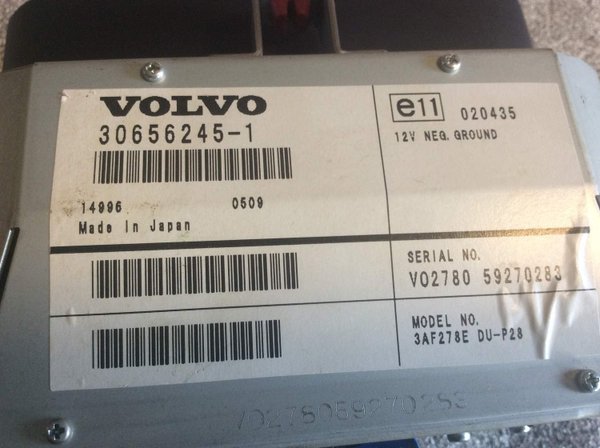 VOLVO
30656245-1
14996 0509
Made in Japan
e11 020435
12V NEG. GROUND
SERIAL NO.
V02780 59270283
MODEL NO.
3AF278E DU-P28
V0278059270283